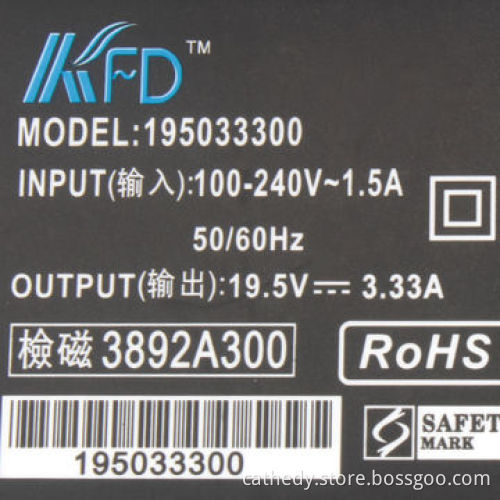 KFD™
MODEL:195033300
INPUT(输入):100-240V~1.5A
50/60Hz
OUTPUT(输出):19.5V⎓3.33A
檢磁 3892A300
RoHS
SAFET
MARK
195033300
cathedy.store.bossgoo.com